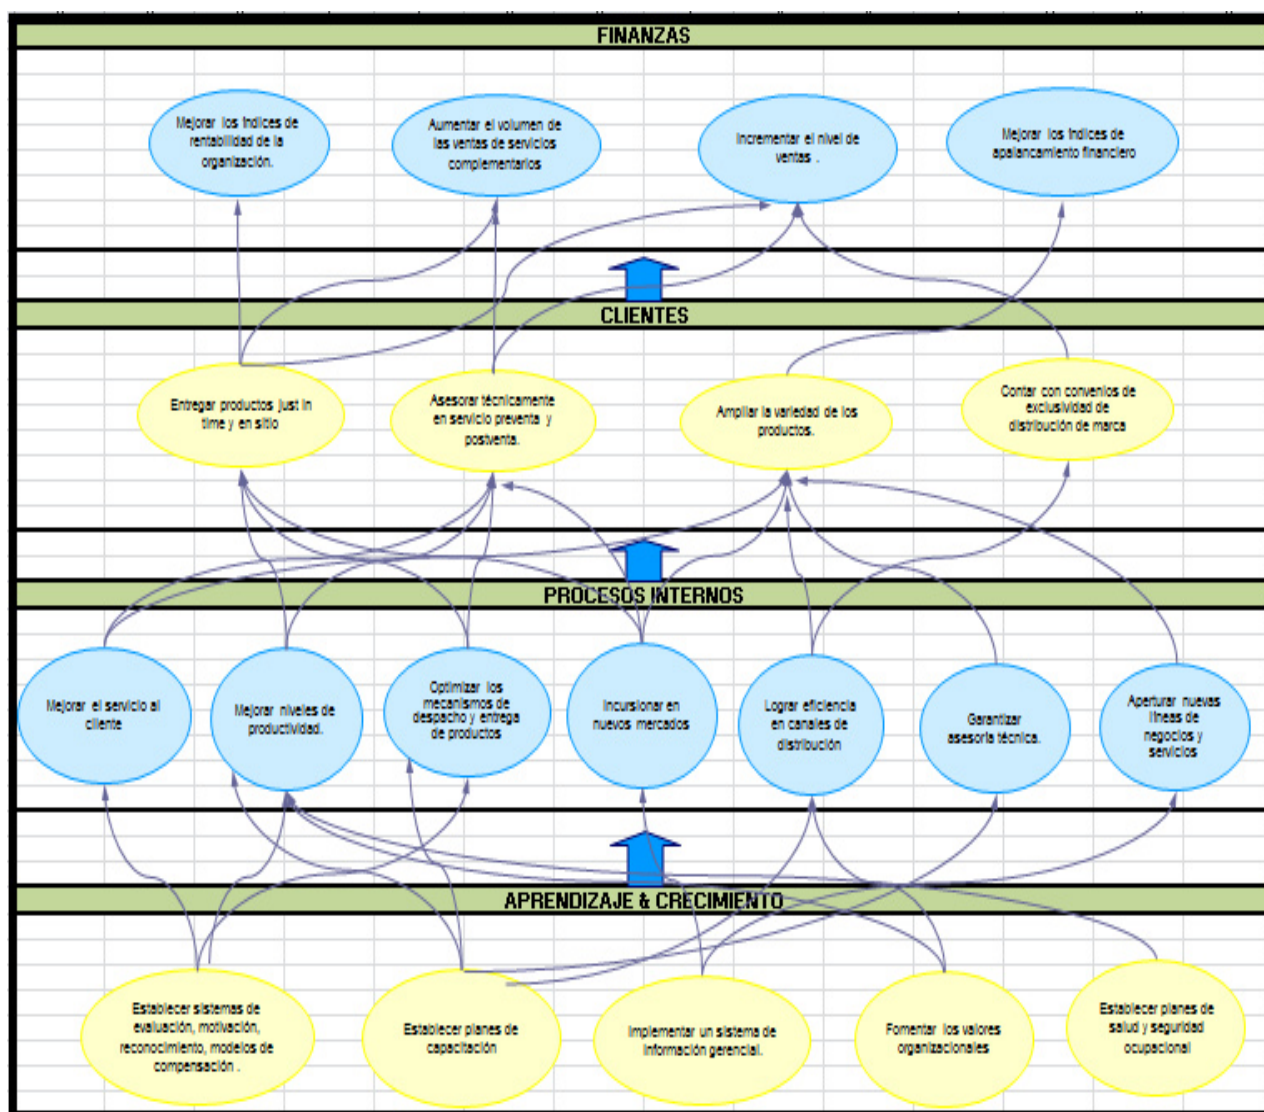 FINANZAS
Mejorar los índices de
rentabilidad de la
organización.
Aumentar el volumen de
las ventas de servicios
complementarios
Incrementar el nivel de
ventas .
Mejorar los índices de
apalancamiento financiero
CLIENTES
Entregar productos just in
time y en sitio
Asesorar técnicamente
en servicio preventa y
postventa.
Ampliar la variedad de los
productos.
Contar con convenios de
exclusividad de
distribución de marca
PROCESOS INTERNOS
Mejorar el servicio al
cliente
Mejorar niveles de
productividad.
Optimizar los
mecanismos de
despacho y entrega
de productos
Incursionar en
nuevos mercados
Lograr eficiencia
en canales de
distribución
Garantizar
asesoría técnica.
Aperturar nuevas
líneas de
negocios y
servicios
APRENDIZAJE & CRECIMIENTO
Establecer sistemas de
evaluación, motivación,
reconocimiento, modelos de
compensación .
Establecer planes de
capacitación
Implementar un sistema de
información gerencial.
Fomentar los valores
organizacionales
Establecer planes de
salud y seguridad
ocupacional